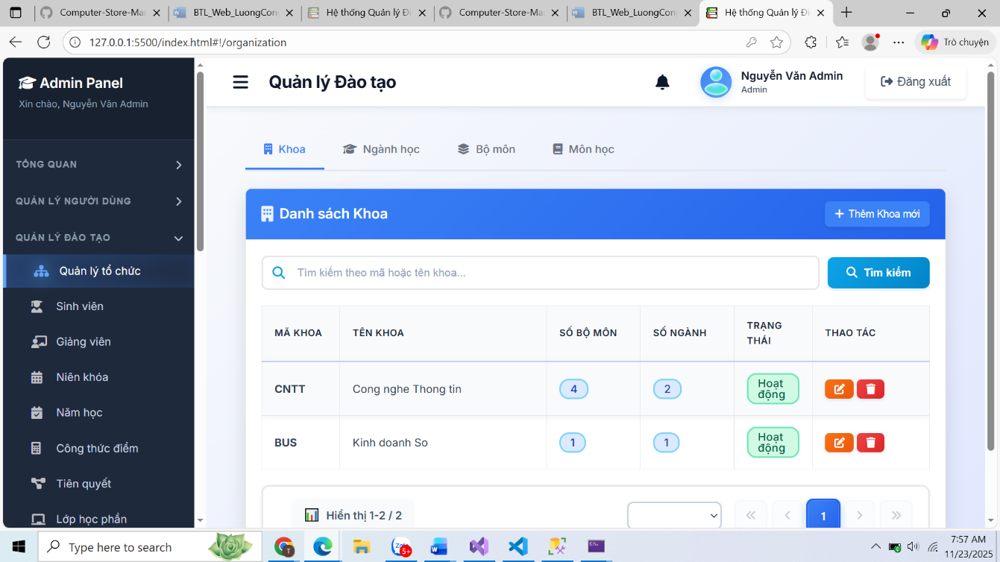 Computer-Store-Mar
BTL_Web_LuongCong
Hệ thống Quản lý Đi
Computer-Store-Mar
BTL_Web_LuongCong
Hệ thống Quản lý Đi
127.0.0.1:5500/index.html#!/organization
Trò chuyện
Admin Panel
Xin chào, Nguyễn Văn Admin
TỔNG QUAN
QUẢN LÝ NGƯỜI DÙNG
QUẢN LÝ ĐÀO TẠO
Quản lý tổ chức
Sinh viên
Giảng viên
Niên khóa
Năm học
Công thức điểm
Tiên quyết
Lớp học phần
Quản lý Đào tạo
Nguyễn Văn Admin
Admin
Đăng xuất
Khoa
Ngành học
Bộ môn
Môn học
Danh sách Khoa
+ Thêm Khoa mới
Tìm kiếm theo mã hoặc tên khoa...
Tìm kiếm
MÃ KHOA TÊN KHOA SỐ BỘ MÔN SỐ NGÀNH TRẠNG THÁI THAO TÁC
CNTT Cong nghe Thong tin 4 2 Hoạt động
BUS Kinh doanh So 1 1 Hoạt động
Hiển thị 1-2 / 2
« ‹ 1 › »
Type here to search
5+
7:57 AM
11/23/2025